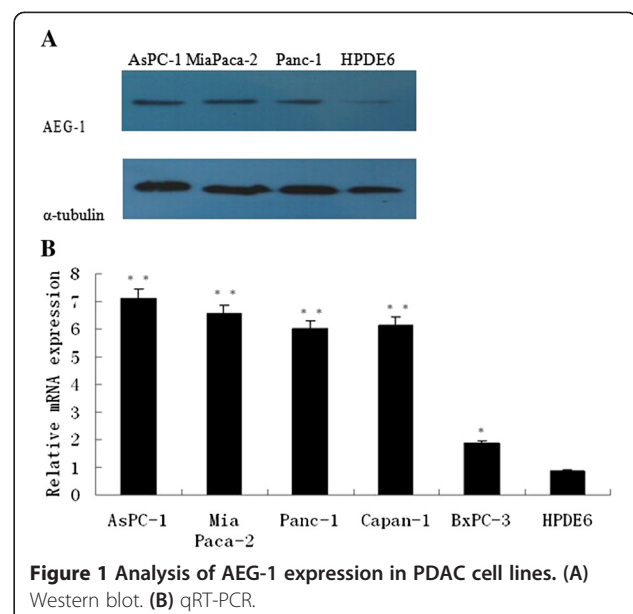 A
AsPC-1 MiaPaca-2 Panc-1 HPDE6
AEG-1
α-tubulin
B
Relative mRNA expression
8
7
6
5
4
3
2
1
0
* *
* *
* *
* *
*
AsPC-1 Mia Paca-2 Panc-1 Capan-1 BxPC-3 HPDE6
Figure 1 Analysis of AEG-1 expression in PDAC cell lines. (A)
Western blot. (B) qRT-PCR.